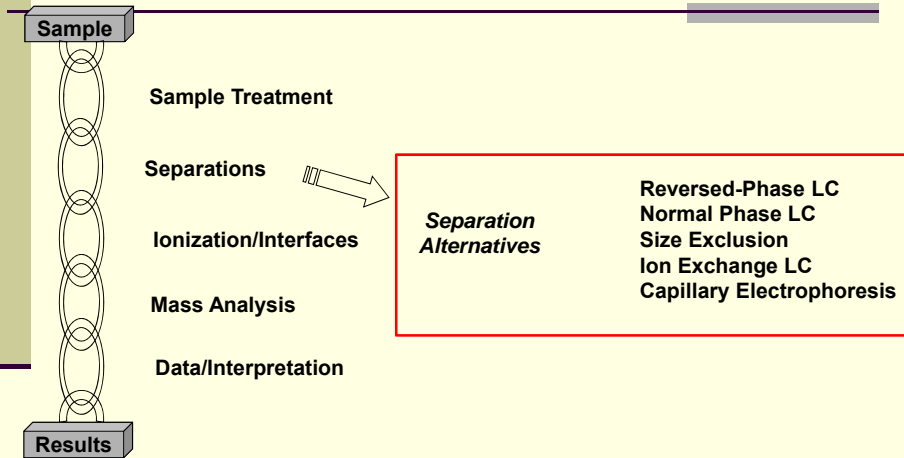 Sample
Sample Treatment
Separations
Ionization/Interfaces
Mass Analysis
Data/Interpretation
Results
Separation
Alternatives
Reversed-Phase LC
Normal Phase LC
Size Exclusion
Ion Exchange LC
Capillary Electrophoresis